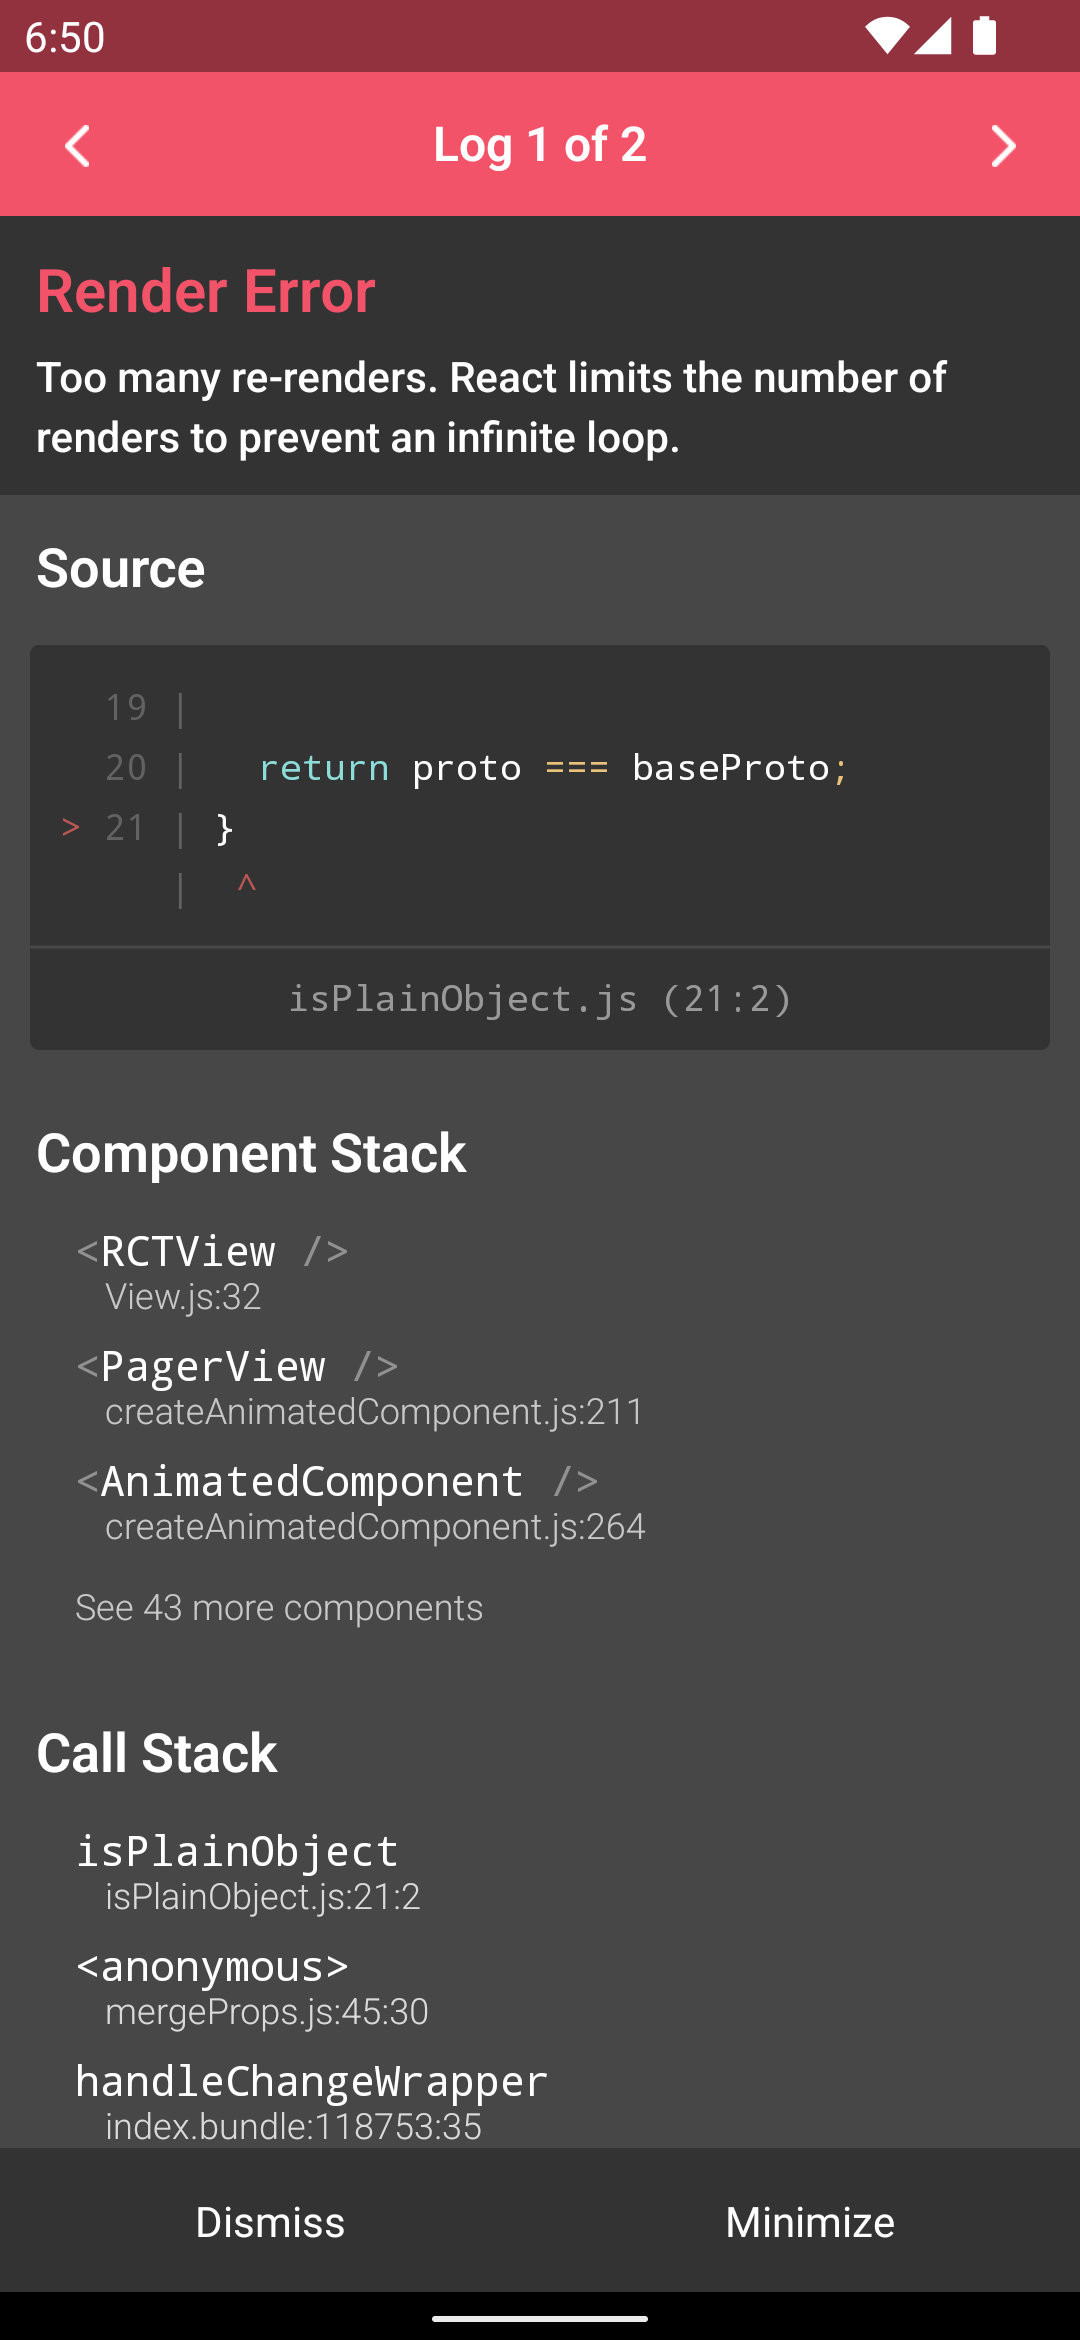 6:50
Log 1 of 2
Render Error
Too many re-renders. React limits the number of
renders to prevent an infinite loop.
Source
19 |
20 |   return proto === baseProto;
> 21 | }
|  ^
isPlainObject.js (21:2)
Component Stack
<RCTView />
View.js:32
<PagerView />
createAnimatedComponent.js:211
<AnimatedComponent />
createAnimatedComponent.js:264
See 43 more components
Call Stack
isPlainObject
isPlainObject.js:21:2
<anonymous>
mergeProps.js:45:30
handleChangeWrapper
index.bundle:118753:35
Dismiss
Minimize